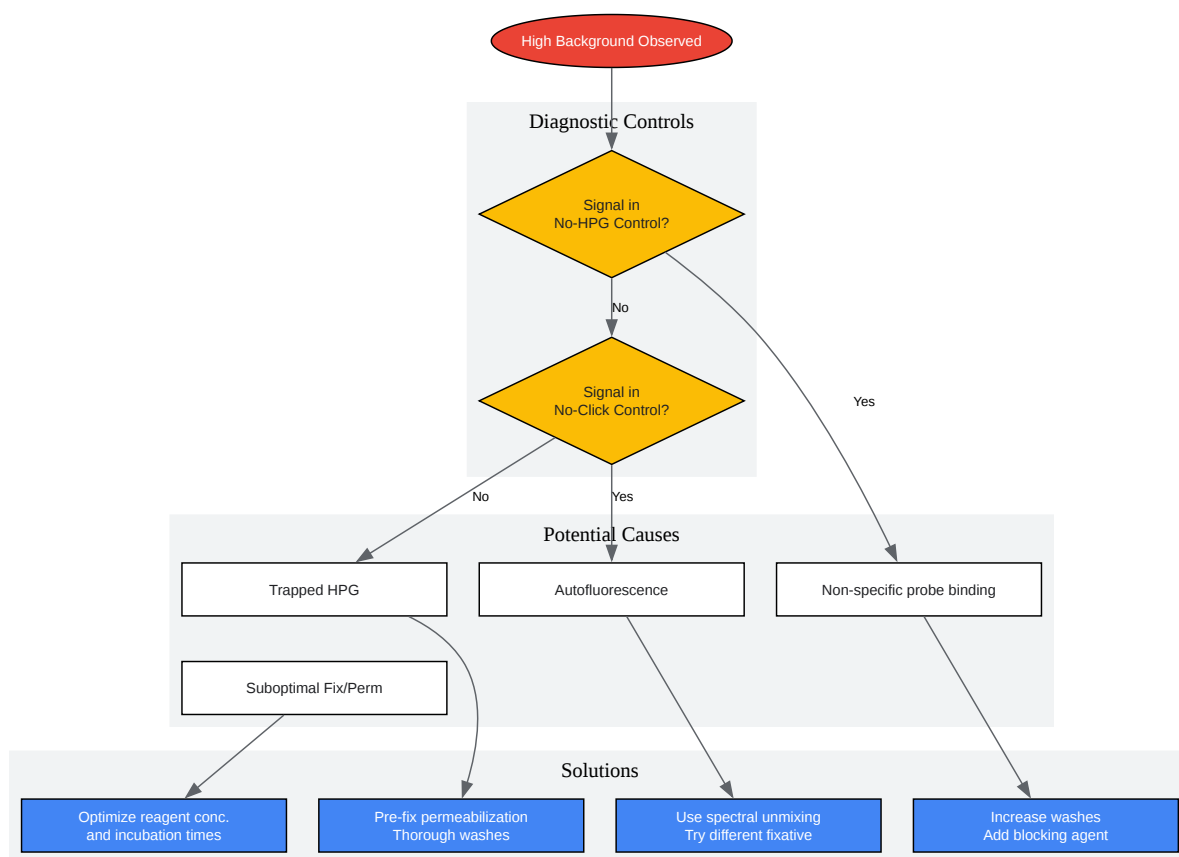 High Background Observed
Diagnostic Controls
Signal in
No-HPG Control?
No
Signal in
No-Click Control?
Yes
No
Yes
Potential Causes
Trapped HPG
Autofluorescence
Non-specific probe binding
Suboptimal Fix/Perm
Solutions
Optimize reagent conc.
and incubation times
Pre-fix permeabilization
Thorough washes
Use spectral unmixing
Try different fixative
Increase washes
Add blocking agent